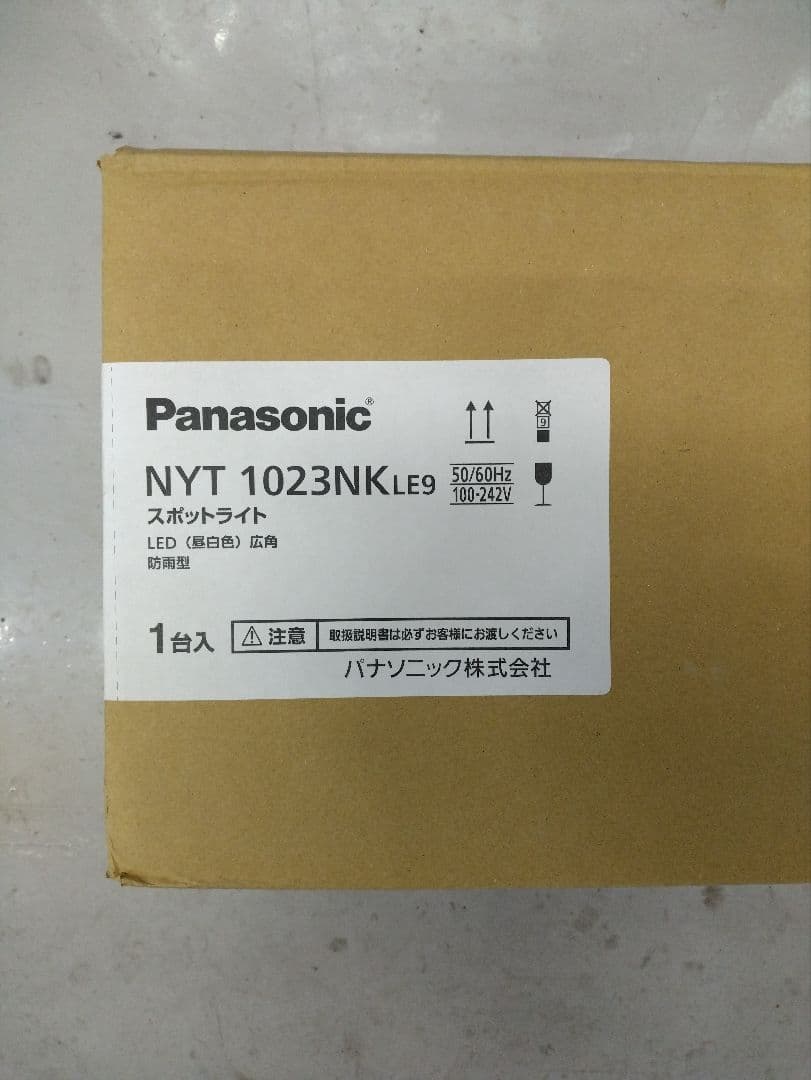 Panasonic®
NYT 1023NK LE9
50/60Hz
100-242V
9
スポットライト
LED（昼白色）広角
防雨型
1台入
⚠注意 取扱説明書は必ずお客様にお渡しください
パナソニック株式会社